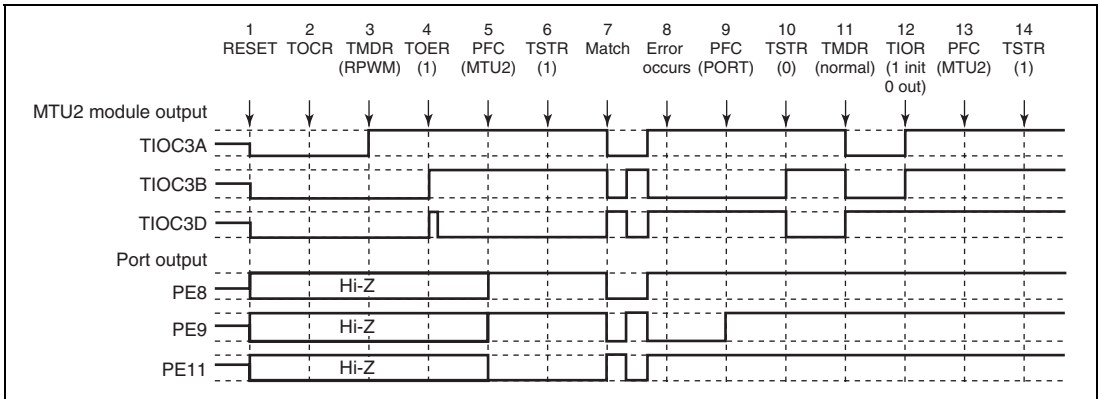 1 2 3 4 5 6 7 8 9 10 11 12 13 14
RESET TOCR TMDR TOER PFC TSTR Match Error PFC TSTR TMDR TIOR PFC TSTR
(RPWM) (1) (MTU2) (1) occurs (PORT) (0) (normal) (1 init (MTU2) (1)
0 out)
MTU2 module output
TIOC3A
TIOC3B
TIOC3D
Port output
PE8 Hi-Z
PE9 Hi-Z
PE11 Hi-Z